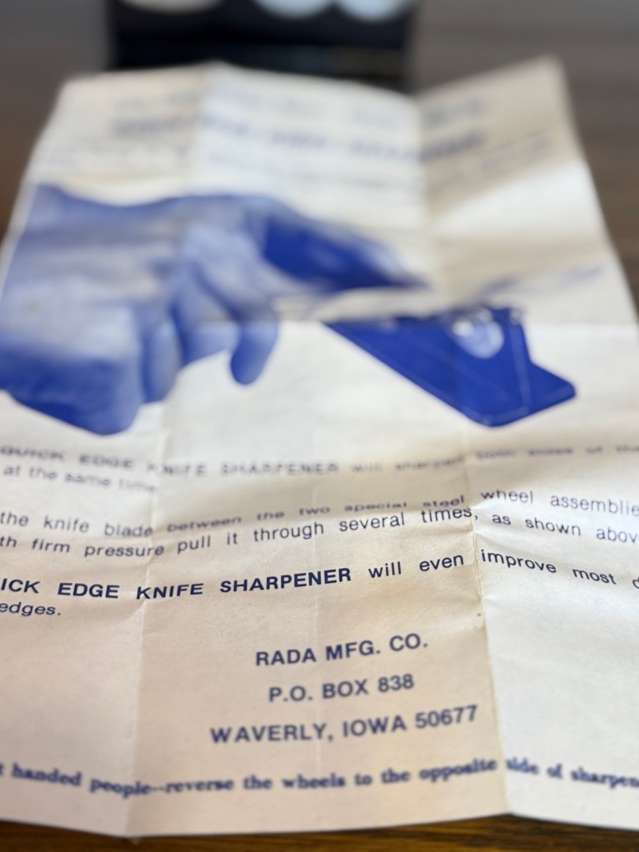 QUICK EDGE KNIFE SHARPENER will sharpen both sides of the
at the same time
the knife blade between the two special steel wheel assemblie
th firm pressure pull it through several times, as shown abov
ICK EDGE KNIFE SHARPENER will even improve most d
edges.
RADA MFG. CO.
P.O. BOX 838
WAVERLY, IOWA 50677
t handed people--reverse the wheels to the opposite side of sharpen